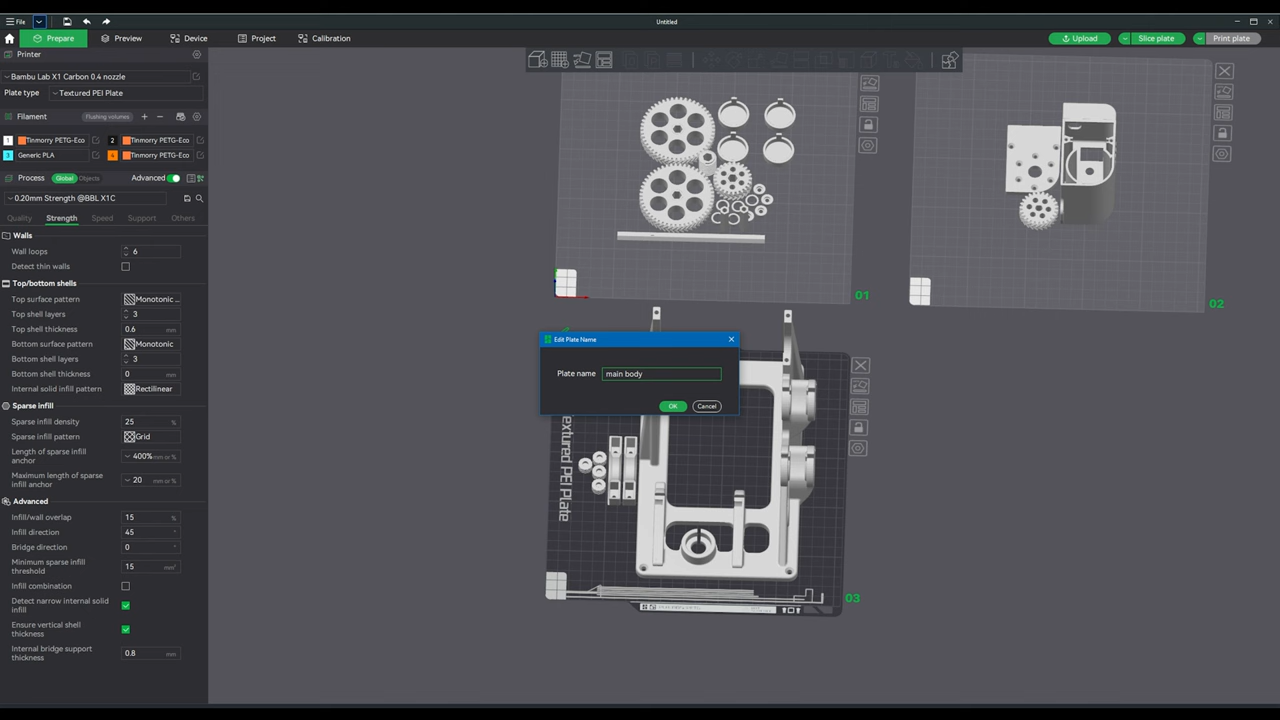 File
Untitled
Prepare Preview Device Project Calibration Upload Slice plate Print plate
Printer
Bambu Lab X1 Carbon 0.4 nozzle
Plate type Textured PEI Plate
Filament Flushing volumes
1 Tinmorry PETG-Eco 2 Tinmorry PETG-Eco
3 Generic PLA 4 Tinmorry PETG-Eco
Process Global Objects Advanced
0.20mm Strength @BBL X1C
Quality Strength Speed Support Others
Walls
Wall loops 6
Detect thin walls
Top/bottom shells
Top surface pattern Monotonic ...
Top shell layers 3
Top shell thickness 0.6 mm
Bottom surface pattern Monotonic
Bottom shell layers 3
Bottom shell thickness 0 mm
Internal solid infill pattern Rectilinear
Sparse infill
Sparse infill density 25 %
Sparse infill pattern Grid
Length of sparse infill
anchor 400% mm or %
Maximum length of sparse
infill anchor 20 mm or %
Advanced
Infill/wall overlap 15 %
Infill direction 45 °
Bridge direction 0 °
Minimum sparse infill
threshold 15 mm²
Infill combination
Detect narrow internal solid
infill
Ensure vertical shell
thickness
Internal bridge support
thickness 0.8 mm
01
02
Edit Plate Name
Plate name main body
OK Cancel
extured PEI Plate
03